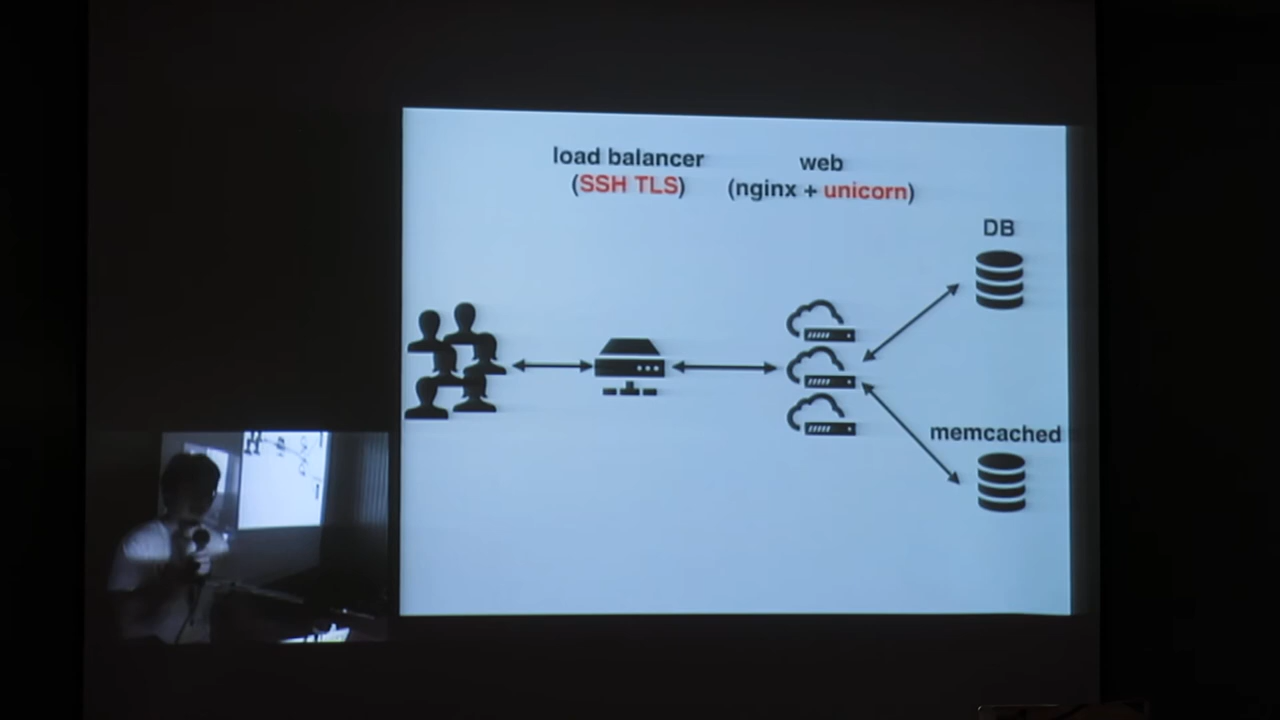 load balancer
(SSH TLS)
web
(nginx + unicorn)
DB
memcached